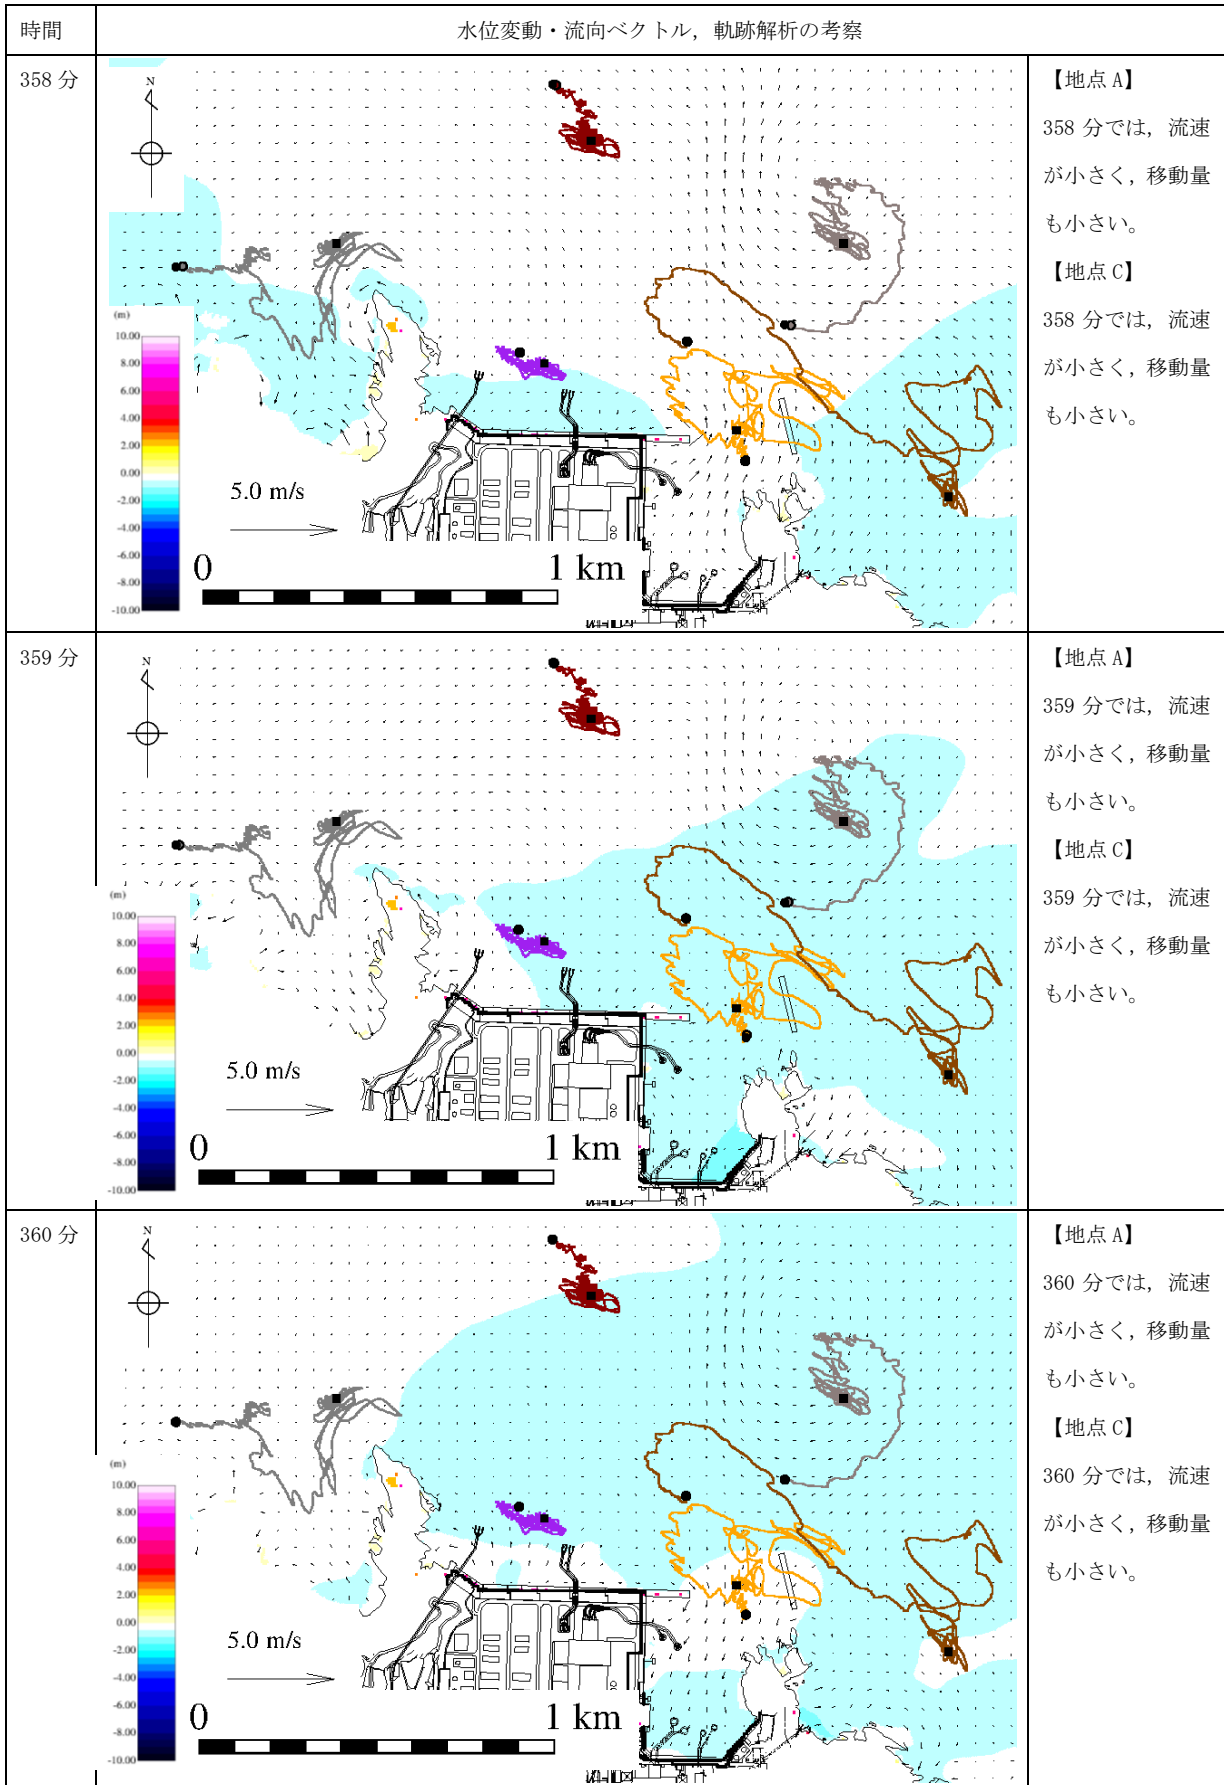 時間
水位変動・流向ベクトル，軌跡解析の考察
358 分
N
(m)
10.00
8.00
6.00
4.00
2.00
0.00
-2.00
-4.00
-6.00
-8.00
-10.00
5.0 m/s
0
1 km
【地点 A】
358 分では，流速
が小さく，移動量
も小さい。
【地点 C】
358 分では，流速
が小さく，移動量
も小さい。
359 分
N
(m)
10.00
8.00
6.00
4.00
2.00
0.00
-2.00
-4.00
-6.00
-8.00
-10.00
5.0 m/s
0
1 km
【地点 A】
359 分では，流速
が小さく，移動量
も小さい。
【地点 C】
359 分では，流速
が小さく，移動量
も小さい。
360 分
N
(m)
10.00
8.00
6.00
4.00
2.00
0.00
-2.00
-4.00
-6.00
-8.00
-10.00
5.0 m/s
0
1 km
【地点 A】
360 分では，流速
が小さく，移動量
も小さい。
【地点 C】
360 分では，流速
が小さく，移動量
も小さい。